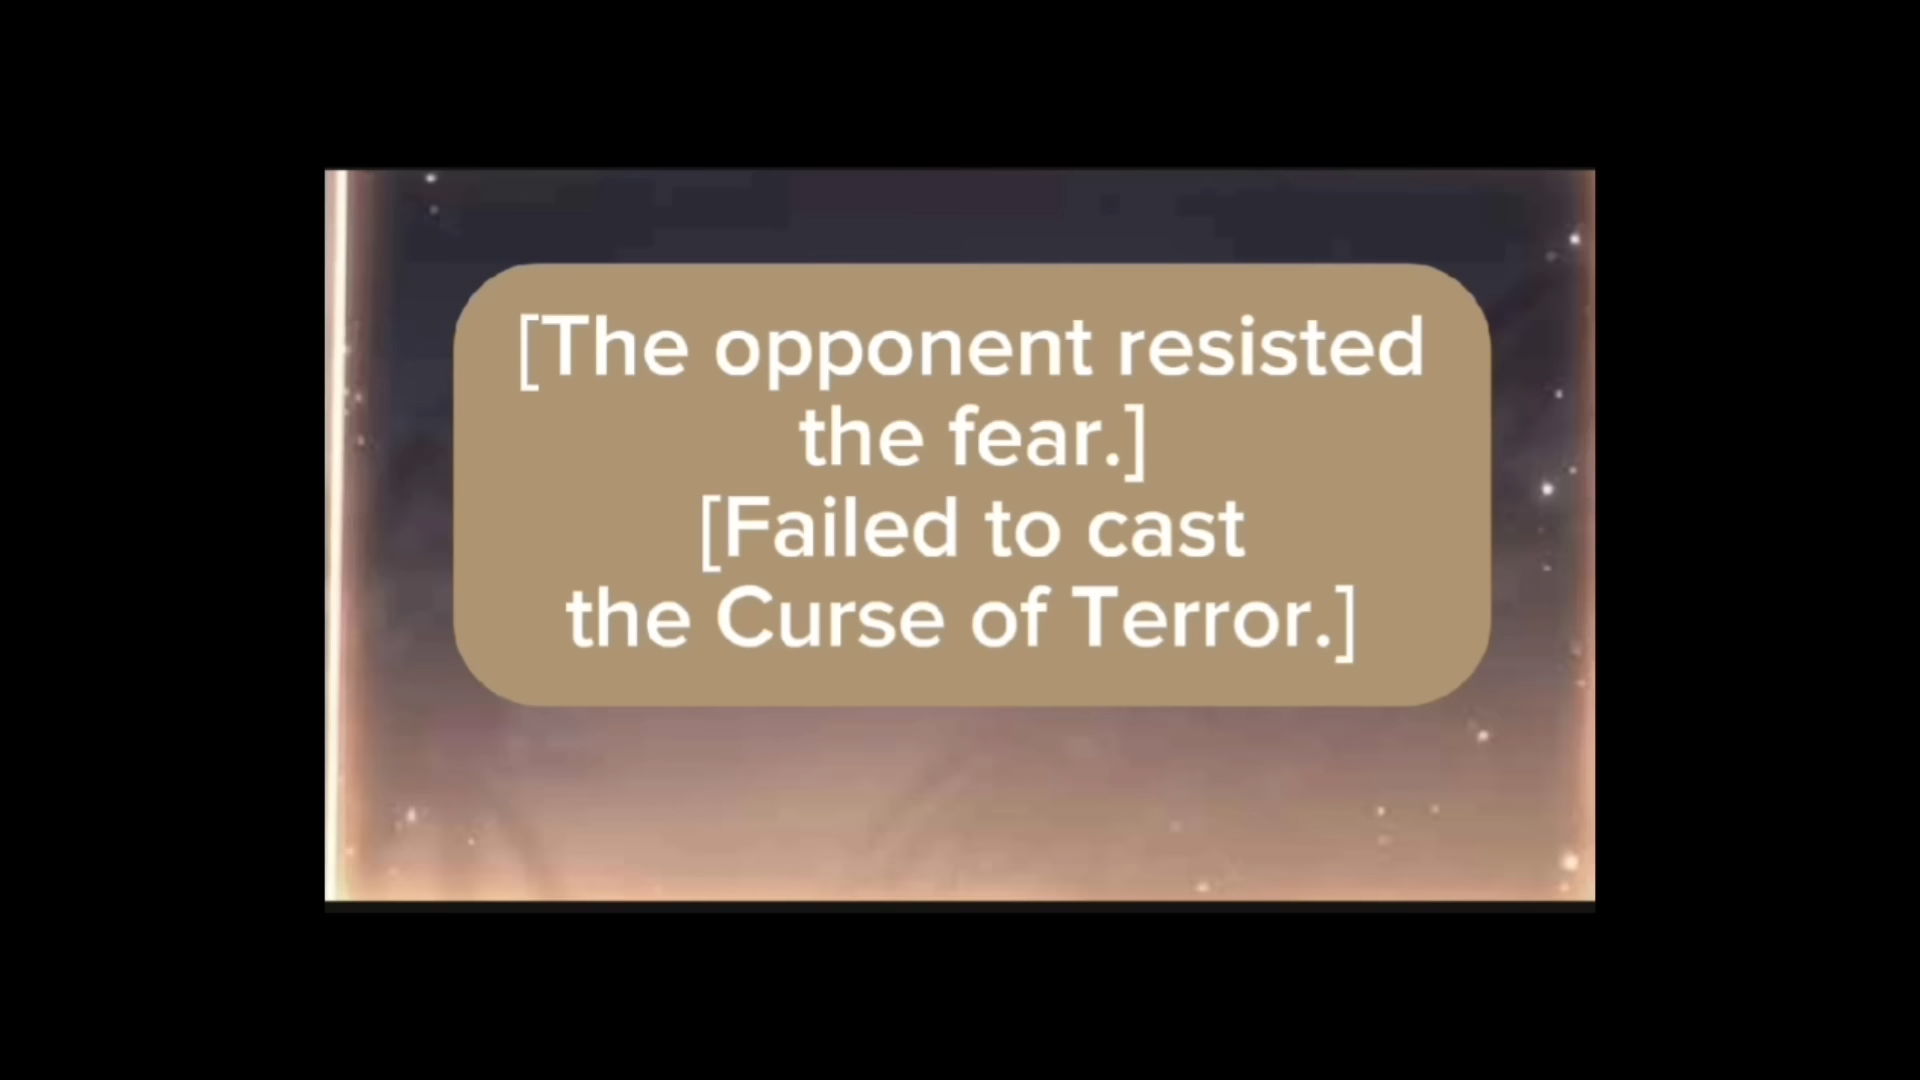 [The opponent resisted
the fear.]
[Failed to cast
the Curse of Terror.]